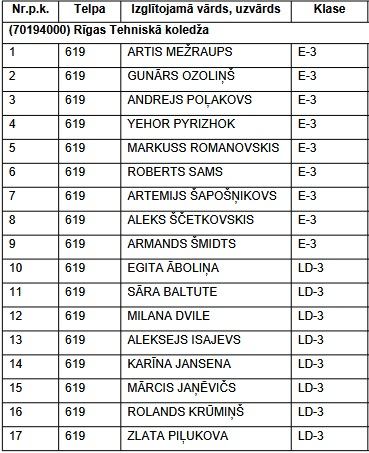 Nr.p.k. Telpa Izglītojamā vārds, uzvārds Klase
(70194000) Rīgas Tehniskā koledža
1 619 ARTIS MEŽRAUPS E-3
2 619 GUNĀRS OZOLIŅŠ E-3
3 619 ANDREJS POĻAKOVS E-3
4 619 YEHOR PYRIZHOK E-3
5 619 MARKUSS ROMANOVSKIS E-3
6 619 ROBERTS SAMS E-3
7 619 ARTEMIJS ŠAPOŠŅIKOVS E-3
8 619 ALEKS ŠČETKOVSKIS E-3
9 619 ARMANDS ŠMIDTS E-3
10 619 EGITA ĀBOLIŅA LD-3
11 619 SĀRA BALTUTE LD-3
12 619 MILANA DVILE LD-3
13 619 ALEKSEJS ISAJEVS LD-3
14 619 KARĪNA JANSENA LD-3
15 619 MĀRCIS JAŅĒVIČS LD-3
16 619 ROLANDS KRŪMIŅŠ LD-3
17 619 ZLATA PIĻUKOVA LD-3